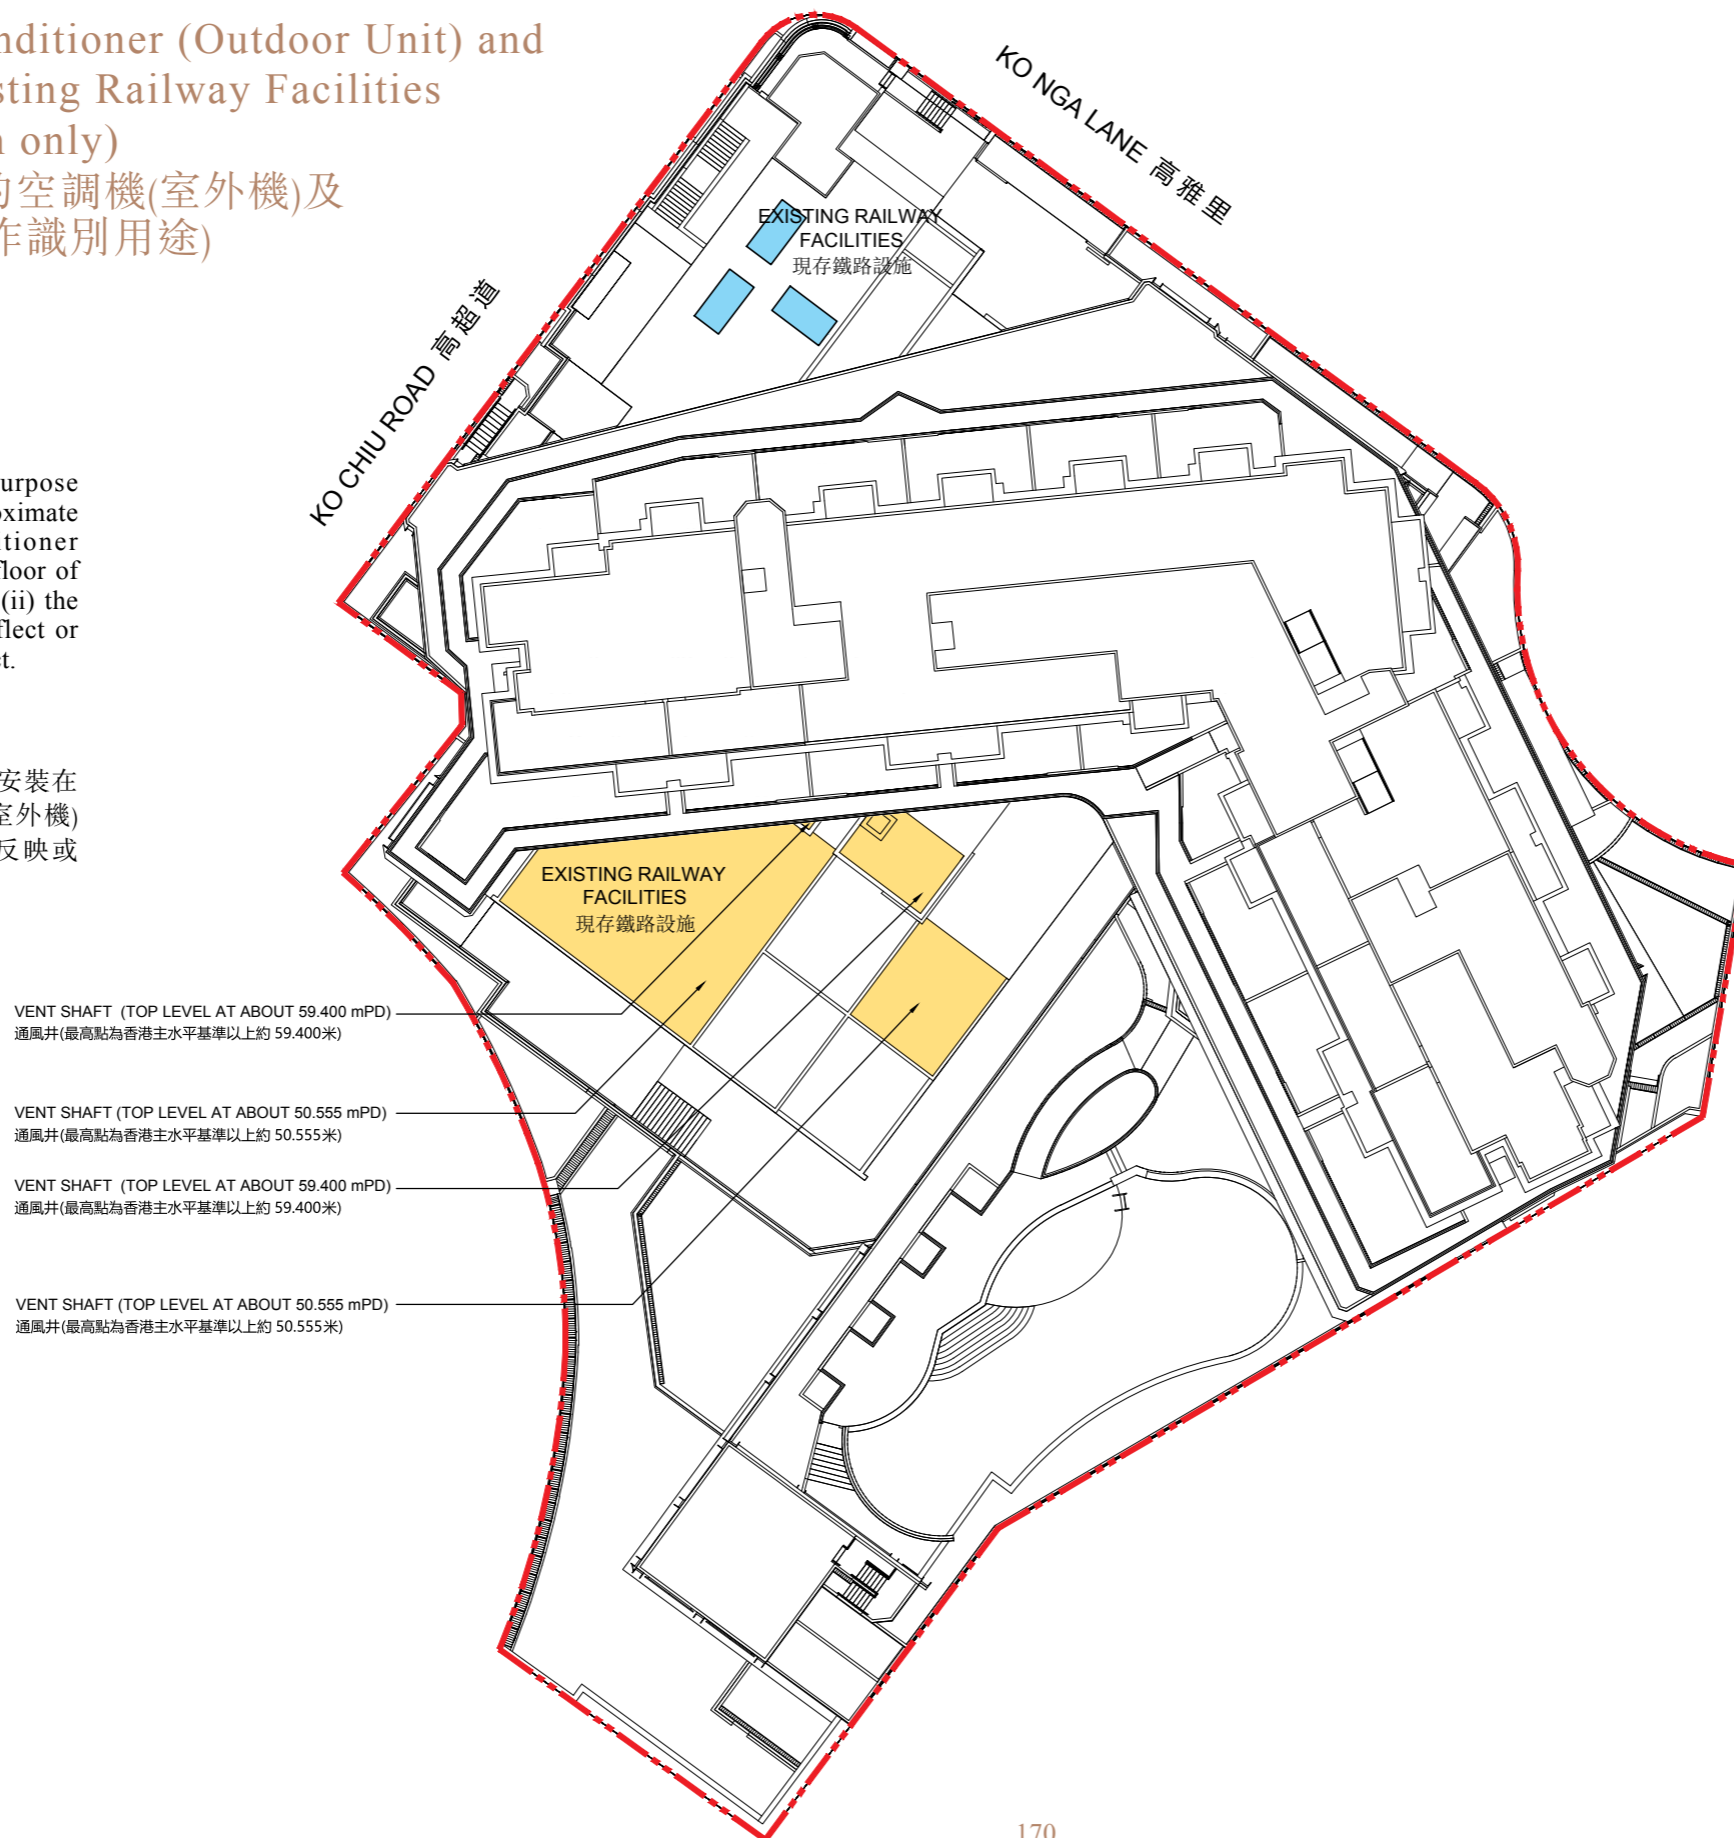 nditioner (Outdoor Unit) and
sting Railway Facilities
only)
空調機(室外機)及
作識別用途)
KO NGA LANE 高雅里
EXISTING RAILWAY
FACILITIES
現存鐵路設施
KO CHIU ROAD 高超道
urpose
oximate
itioner
floor of
(ii) the
flect or
ct.
安裝在
室外機)
反映或
EXISTING RAILWAY
FACILITIES
現存鐵路設施
VENT SHAFT (TOP LEVEL AT ABOUT 59.400 mPD)
通風井(最高點為香港主水平基準以上約 59.400米)
VENT SHAFT (TOP LEVEL AT ABOUT 50.555 mPD)
通風井(最高點為香港主水平基準以上約 50.555米)
VENT SHAFT (TOP LEVEL AT ABOUT 59.400 mPD)
通風井(最高點為香港主水平基準以上約 59.400米)
VENT SHAFT (TOP LEVEL AT ABOUT 50.555 mPD)
通風井(最高點為香港主水平基準以上約 50.555米)
170